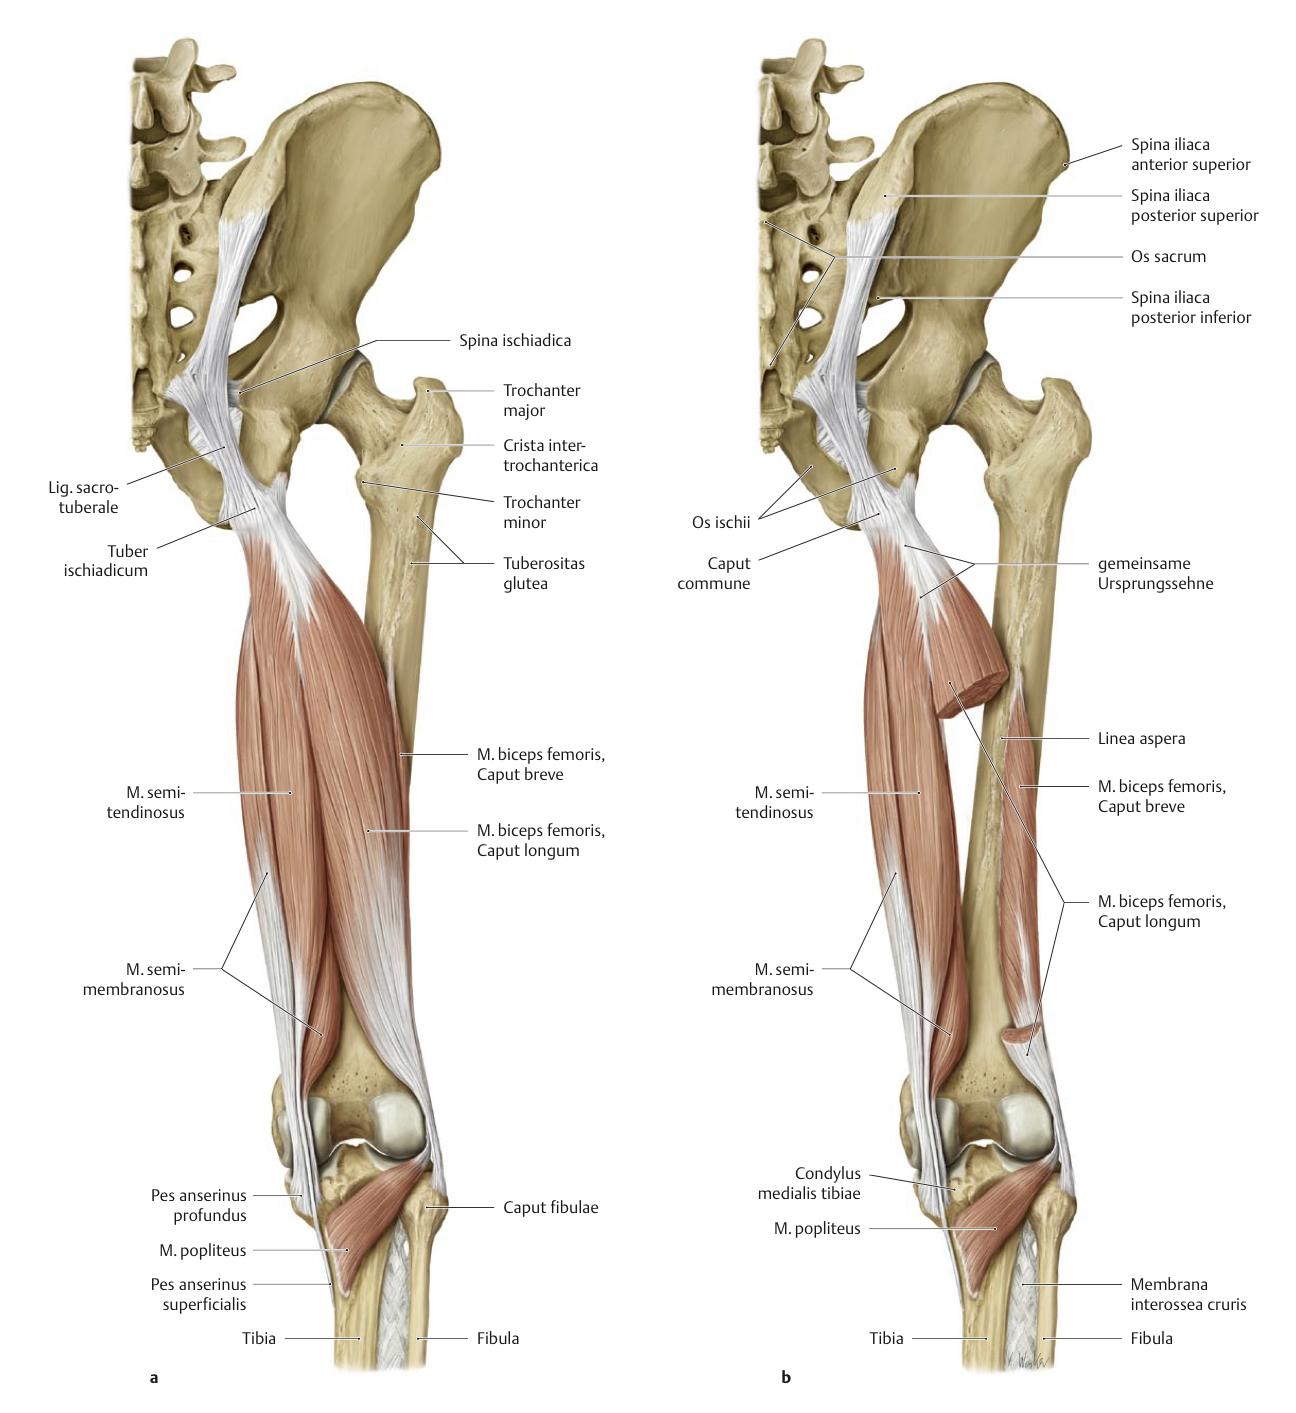 Spina ischiadica
Trochanter
major
Crista inter-
trochanterica
Lig. sacro-
tuberale
Trochanter
minor
Tuber
ischiadicum
Tuberositas
glutea
M. biceps femoris,
Caput breve
M. semi-
tendinosus
M. biceps femoris,
Caput longum
M. semi-
membranosus
Pes anserinus
profundus
Caput fibulae
M. popliteus
Pes anserinus
superficialis
Tibia
Fibula
a
Spina iliaca
anterior superior
Spina iliaca
posterior superior
Os sacrum
Spina iliaca
posterior inferior
Os ischii
Caput
commune
gemeinsame
Ursprungssehne
Linea aspera
M. semi-
tendinosus
M. biceps femoris,
Caput breve
M. biceps femoris,
Caput longum
M. semi-
membranosus
Condylus
medialis tibiae
M. popliteus
Membrana
interossea cruris
Tibia
Fibula
b